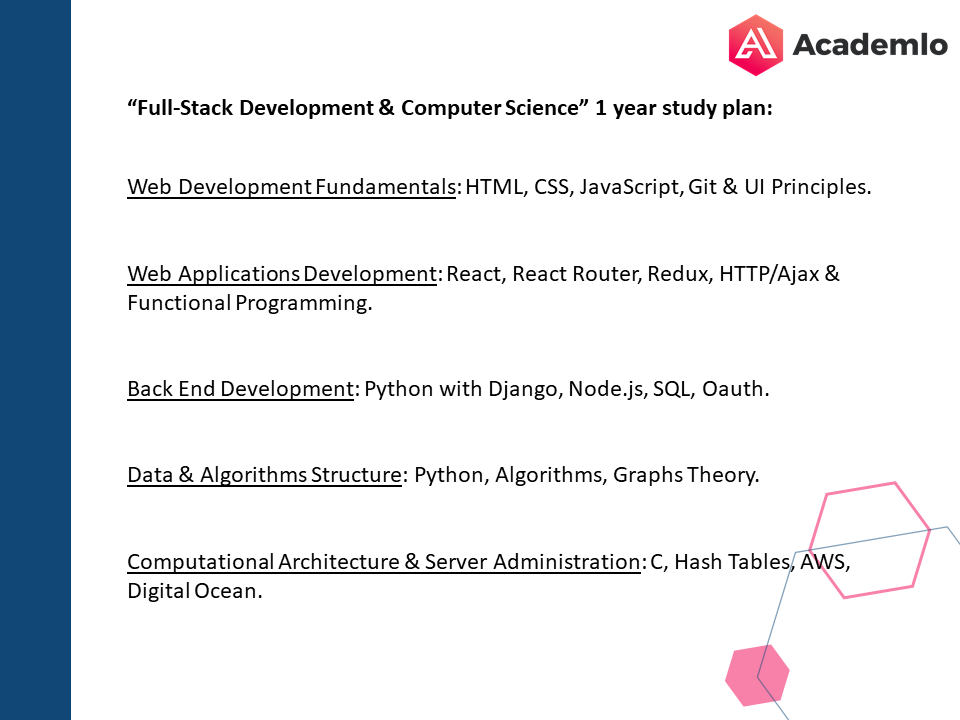 Academlo
“Full-Stack Development & Computer Science” 1 year study plan:
Web Development Fundamentals: HTML, CSS, JavaScript, Git & UI Principles.
Web Applications Development: React, React Router, Redux, HTTP/Ajax &
Functional Programming.
Back End Development: Python with Django, Node.js, SQL, Oauth.
Data & Algorithms Structure: Python, Algorithms, Graphs Theory.
Computational Architecture & Server Administration: C, Hash Tables, AWS,
Digital Ocean.